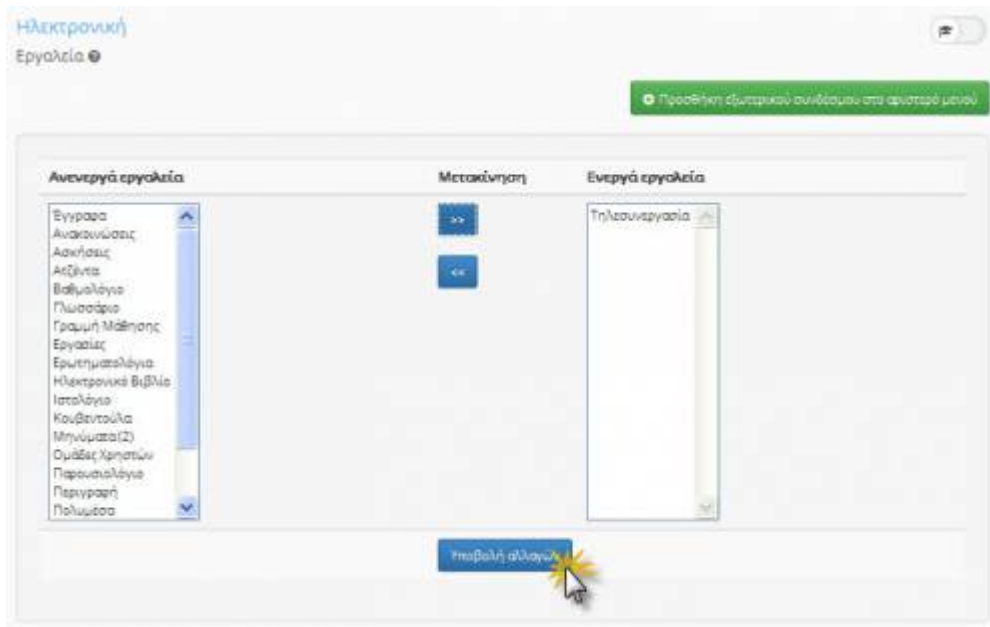 Ηλεκτρονική
Εργαλεία
Προσθήκη εξωτερικού συνδέσμου στο αριστερό μενού
Ανενεργά εργαλεία Μετακίνηση Ενεργά εργαλεία
Έγγραφα >> Τηλεσυνεργασία
Ανακοινώσεις
Ασκήσεις
Ατζέντα <<
Βαθμολόγιο
Γλωσσάριο
Γραμμή Μάθησης
Εργασίες
Ερωτηματολόγια
Ηλεκτρονικό Βιβλίο
Ιστολόγιο
Κουβεντούλα
Μηνύματα (2)
Ομάδες Χρηστών
Παρουσιολόγιο
Περιγραφή
Πολυμέσα
Υποβολή αλλαγών